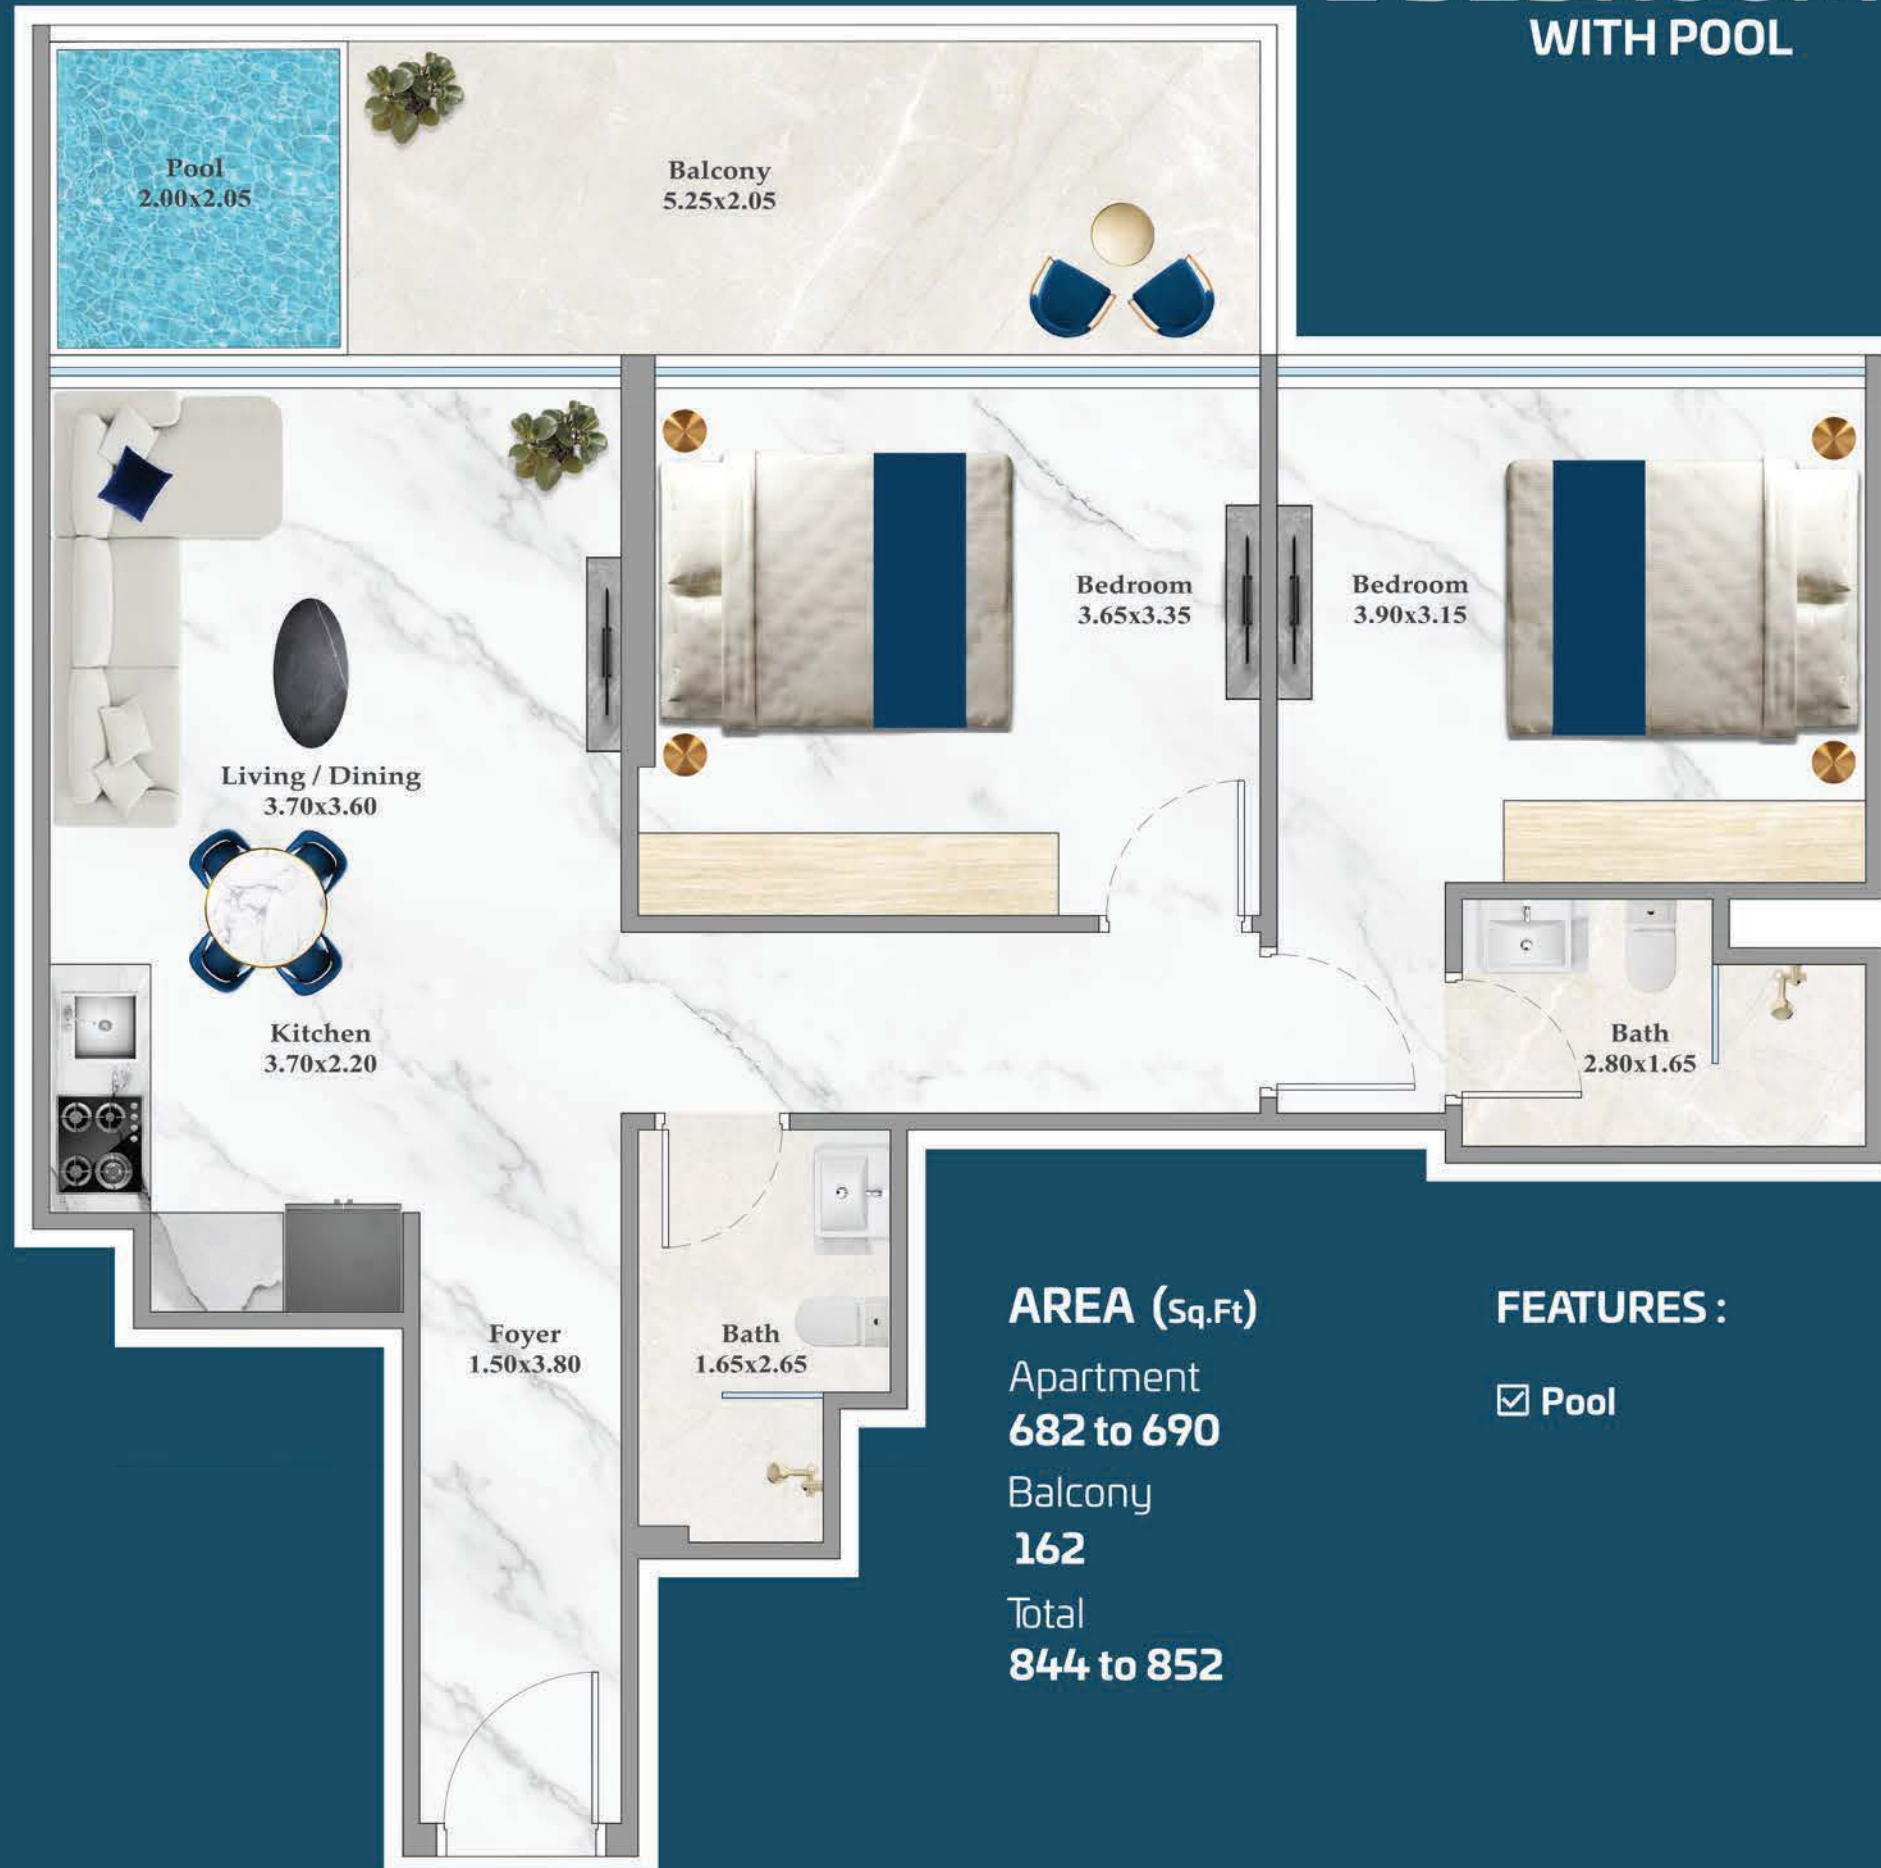 WITH POOL
Pool
2.00x2.05
Balcony
5.25x2.05
Bedroom
3.65x3.35
Bedroom
3.90x3.15
Living / Dining
3.70x3.60
Kitchen
3.70x2.20
Bath
2.80x1.65
Foyer
1.50x3.80
Bath
1.65x2.65
AREA (Sq.Ft)
Apartment
682 to 690
Balcony
162
Total
844 to 852
FEATURES :
☑ Pool